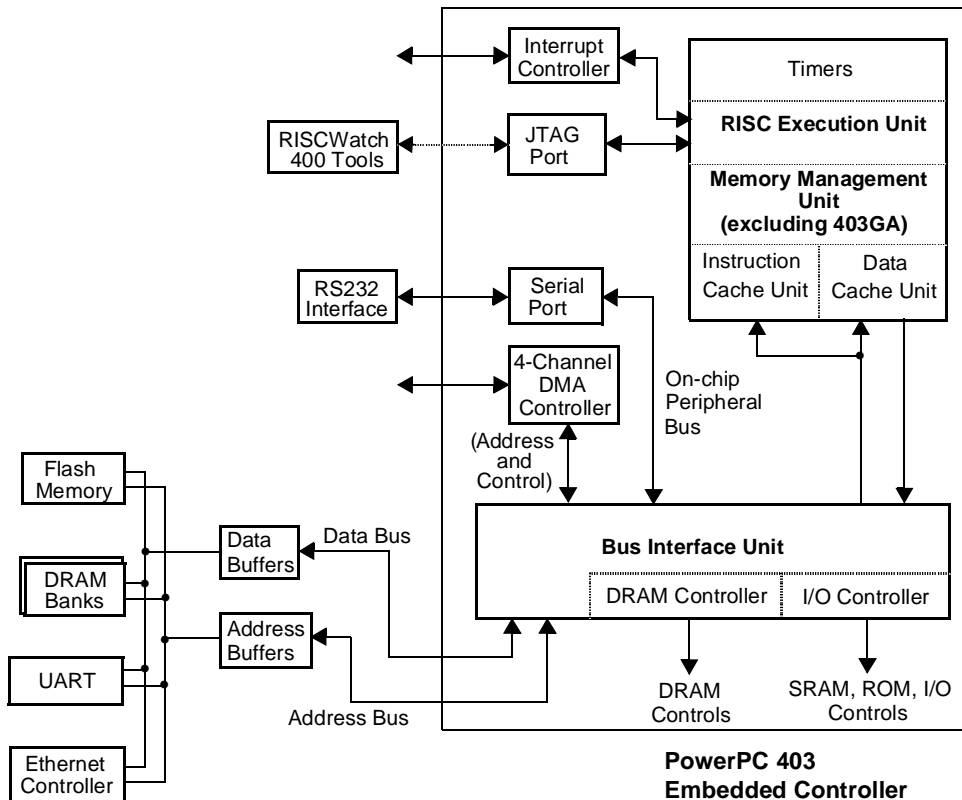 Interrupt
Controller
Timers
RISC Execution Unit
RISCWatch
400 Tools
JTAG
Port
Memory Management
Unit
(excluding 403GA)
Instruction
Cache Unit
Data
Cache Unit
RS232
Interface
Serial
Port
4-Channel
DMA
Controller
On-chip
Peripheral
Bus
(Address
and
Control)
Flash
Memory
Data
Buffers
Data Bus
Bus Interface Unit
DRAM
Banks
DRAM Controller
I/O Controller
Address
Buffers
UART
Address Bus
DRAM
Controls
SRAM, ROM, I/O
Controls
Ethernet
Controller
PowerPC 403
Embedded Controller